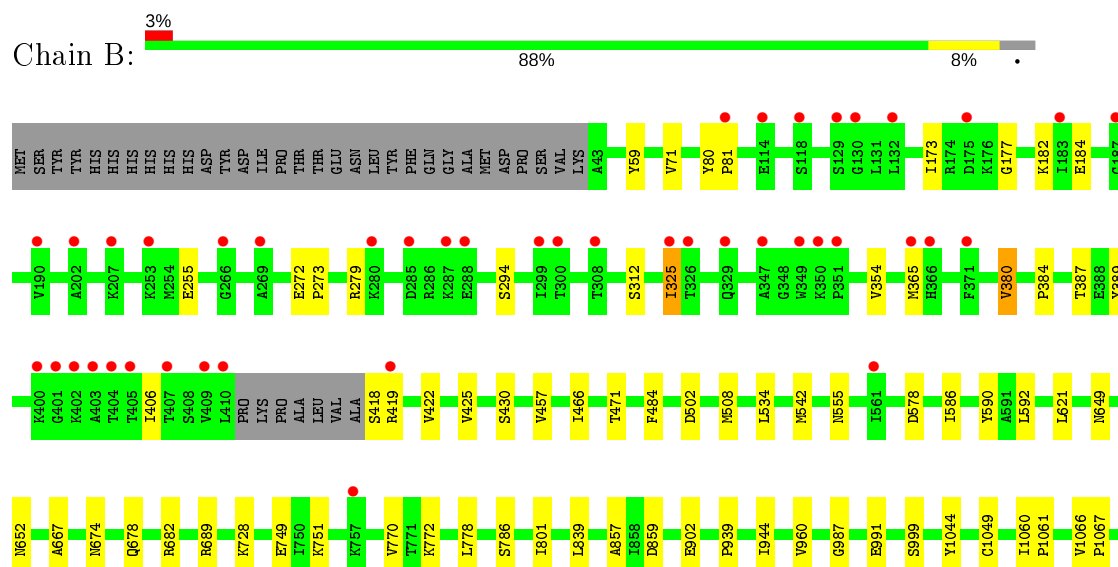 3%
Chain B:
88% 8% •
MET SER TYR TYR HIS HIS HIS HIS HIS HIS ASP TYR ASP ILE PRO THR THR GLU ASN LEU TYR PHE GLN GLY ALA MET ASP PRO SER VAL LYS A43 Y59 V71 Y80 P81 E114 S118 S129 G130 L131 L132 I173 R174 D175 K176 G177 K182 I183 E184 G187
V190 A202 K207 K253 M254 E255 G266 A269 E272 P273 R279 K280 D285 R286 K287 E288 S294 I299 T300 T308 S312 I325 T326 Q329 A347 G348 W349 K350 P351 V354 M365 H366 F371 V380 P384 T387 E388 Y389
K400 G401 K402 A403 T404 T405 I406 T407 S408 V409 L410 PRO LYS PRO ALA LEU VAL ALA S418 R419 V422 V425 S430 V457 I466 T471 F484 D502 M508 L534 M542 N555 I561 D578 I586 Y590 A591 L592 L621 N649
N652 A667 N674 Q678 R682 R689 K728 E749 I750 K751 K757 V770 T771 K772 L778 S786 I801 L839 A857 I858 D859 E902 P939 I944 V960 G987 E991 S999 Y1044 C1049 I1060 P1061 V1066 P1067